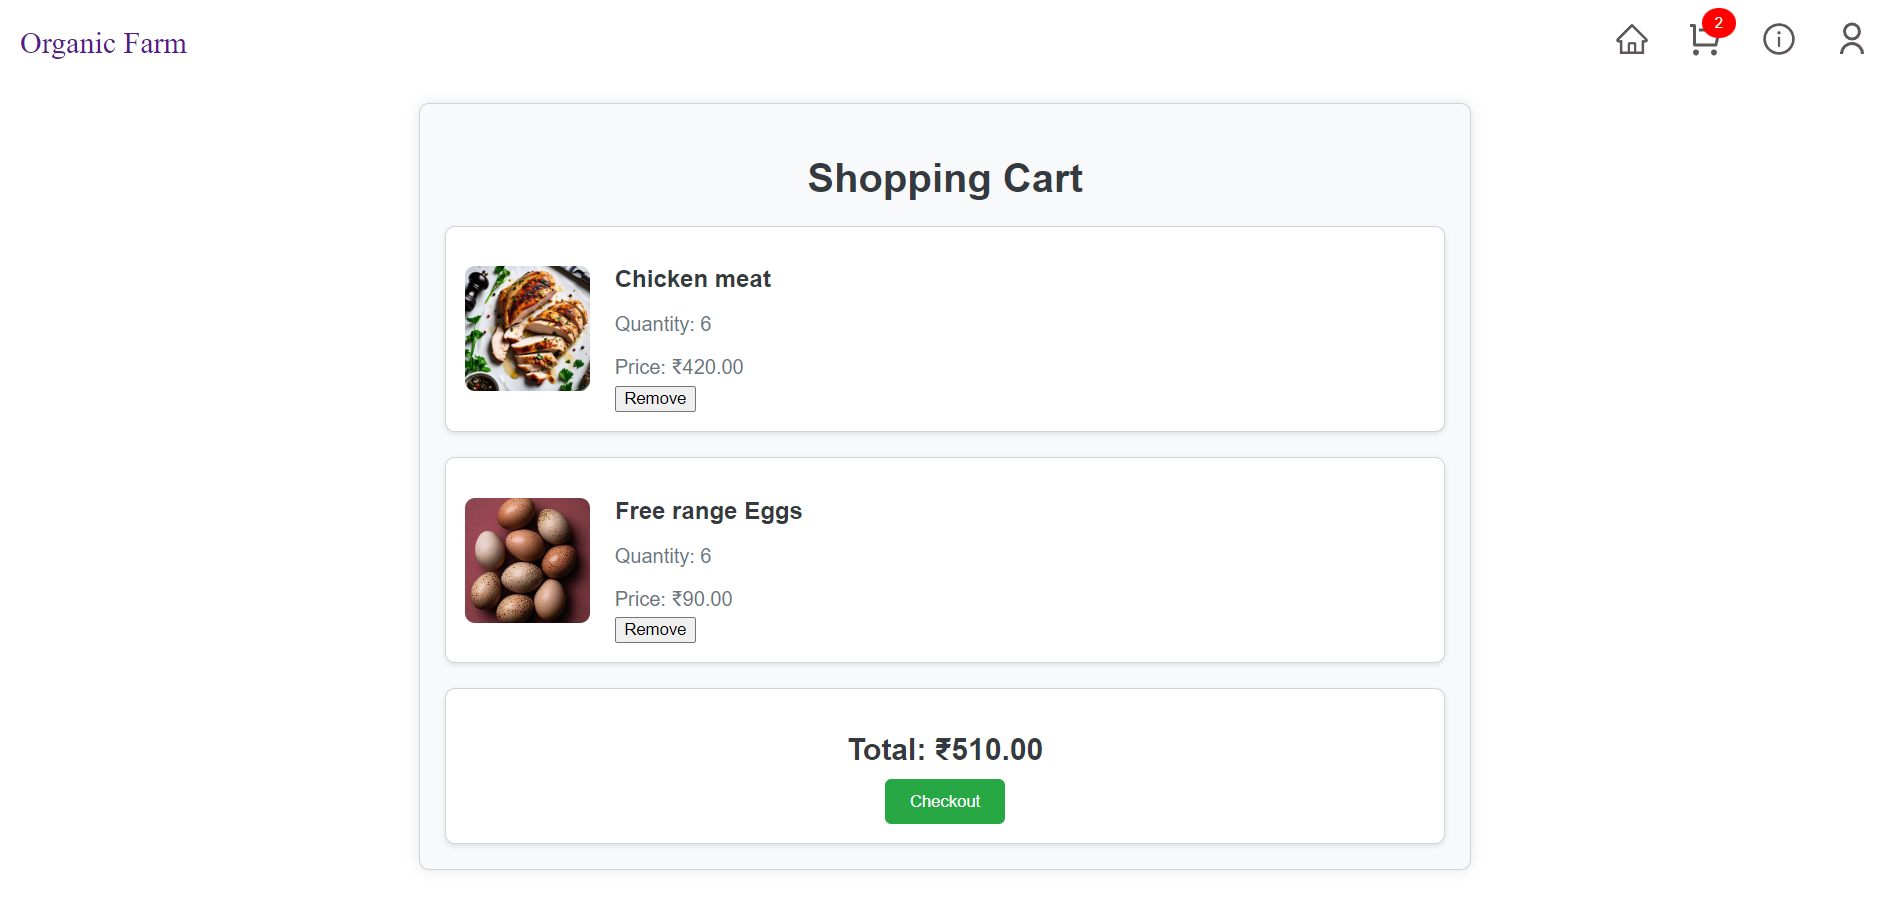 Organic Farm
2
Shopping Cart
Chicken meat
Quantity: 6
Price: ₹420.00
Remove
Free range Eggs
Quantity: 6
Price: ₹90.00
Remove
Total: ₹510.00
Checkout